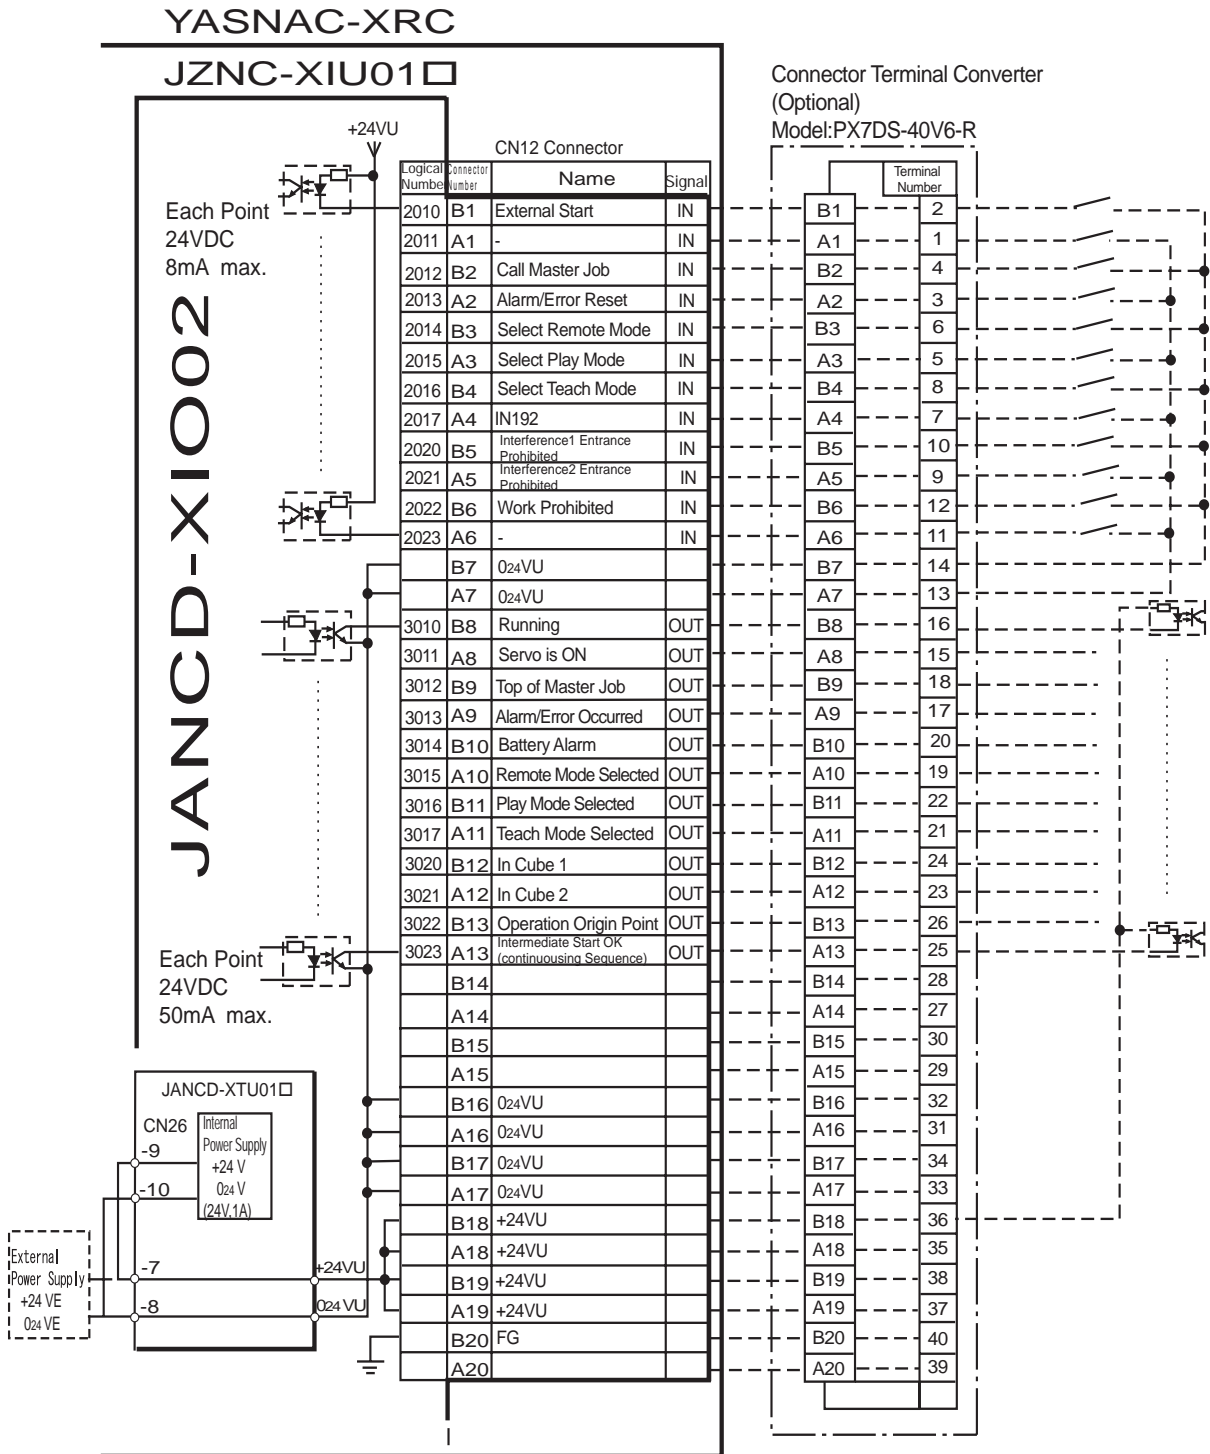 YASNAC-XRC
JZNC-XIU01□
Connector Terminal Converter
(Optional)
Model:PX7DS-40V6-R
+24VU
CN12 Connector
Logical Numbe Connector Number Name Signal
Terminal Number
Each Point
24VDC
8mA max.
JANCD-XIO02
2010 B1 External Start IN B1 2
2011 A1 - IN A1 1
2012 B2 Call Master Job IN B2 4
2013 A2 Alarm/Error Reset IN A2 3
2014 B3 Select Remote Mode IN B3 6
2015 A3 Select Play Mode IN A3 5
2016 B4 Select Teach Mode IN B4 8
2017 A4 IN192 IN A4 7
2020 B5 Interference1 Entrance Prohibited IN B5 10
2021 A5 Interference2 Entrance Prohibited IN A5 9
2022 B6 Work Prohibited IN B6 12
2023 A6 - IN A6 11
B7 024VU B7 14
A7 024VU A7 13
3010 B8 Running OUT B8 16
3011 A8 Servo is ON OUT A8 15
3012 B9 Top of Master Job OUT B9 18
3013 A9 Alarm/Error Occurred OUT A9 17
3014 B10 Battery Alarm OUT B10 20
3015 A10 Remote Mode Selected OUT A10 19
3016 B11 Play Mode Selected OUT B11 22
3017 A11 Teach Mode Selected OUT A11 21
3020 B12 In Cube 1 OUT B12 24
3021 A12 In Cube 2 OUT A12 23
3022 B13 Operation Origin Point OUT B13 26
3023 A13 Intermediate Start OK (continuousing Sequence) OUT A13 25
Each Point
24VDC
50mA max.
B14 B14 28
A14 A14 27
B15 B15 30
A15 A15 29
B16 024VU B16 32
A16 024VU A16 31
B17 024VU B17 34
A17 024VU A17 33
B18 +24VU B18 36
A18 +24VU A18 35
B19 +24VU B19 38
A19 +24VU A19 37
B20 FG B20 40
A20 A20 39
JANCD-XTU01□
CN26
Internal
Power Supply
+24 V
024 V
(24V,1A)
-9
-10
-7
-8
+24VU
024 VU
External
Power Supply
+24 VE
024 VE